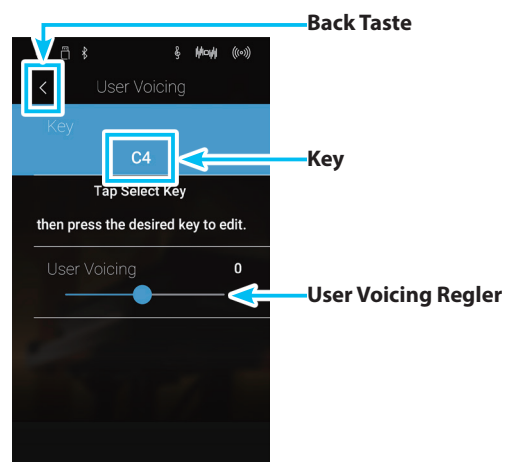 Back Taste
User Voicing
Key
C4
Key
Tap Select Key
then press the desired key to edit.
User Voicing 0
User Voicing Regler